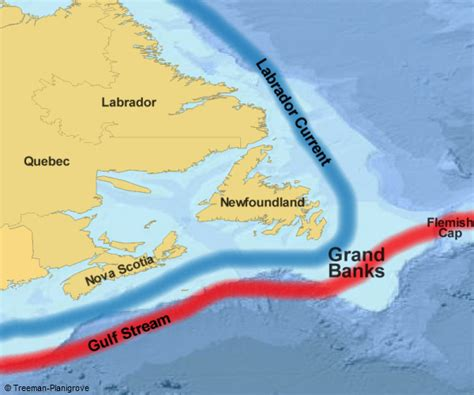 Labrador Current
Labrador
Quebec
Newfoundland
Flemish
Cap
Grand
Banks
Nova Scotia
Gulf Stream
© Treeman-Planigrove